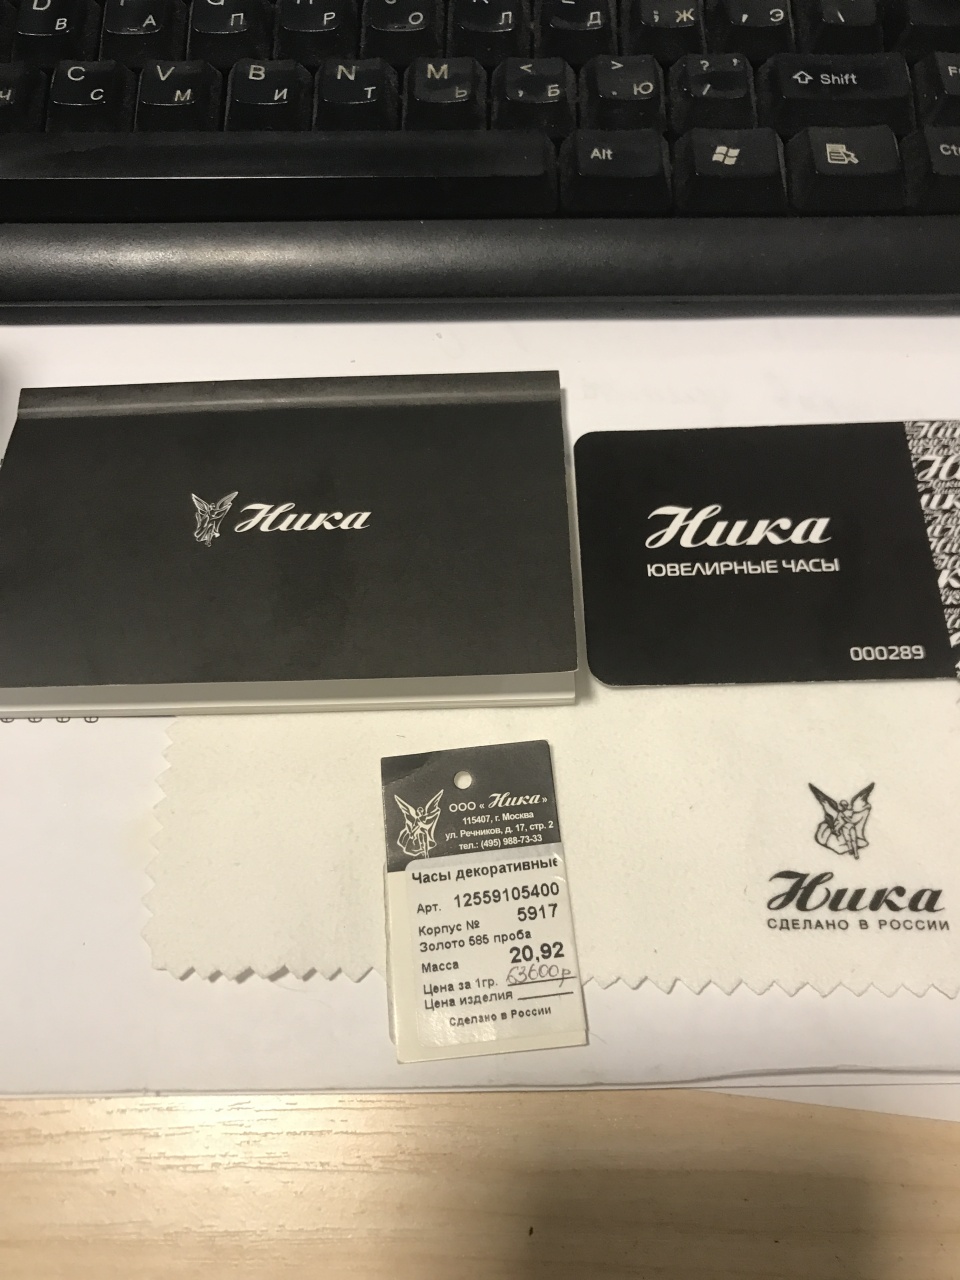 D В
А
П
Р
О
Л
Д
; Ж
, Э
\
Ч
C С
V М
B И
N Т
M Ь
< , Б
> . Ю
? , /
Shift
Alt
Ника
Ника
ЮВЕЛИРНЫЕ ЧАСЫ
000289
ООО «Ника»
115407, г. Москва
ул. Речников, д. 17, стр. 2
тел.: (495) 988-73-33
Часы декоративные
Арт. 12559105400
Корпус № 5917
Золото 585 проба
Масса 20,92
Цена за 1гр. 63600р
Цена изделия
Сделано в России
Ника
СДЕЛАНО В РОССИИ